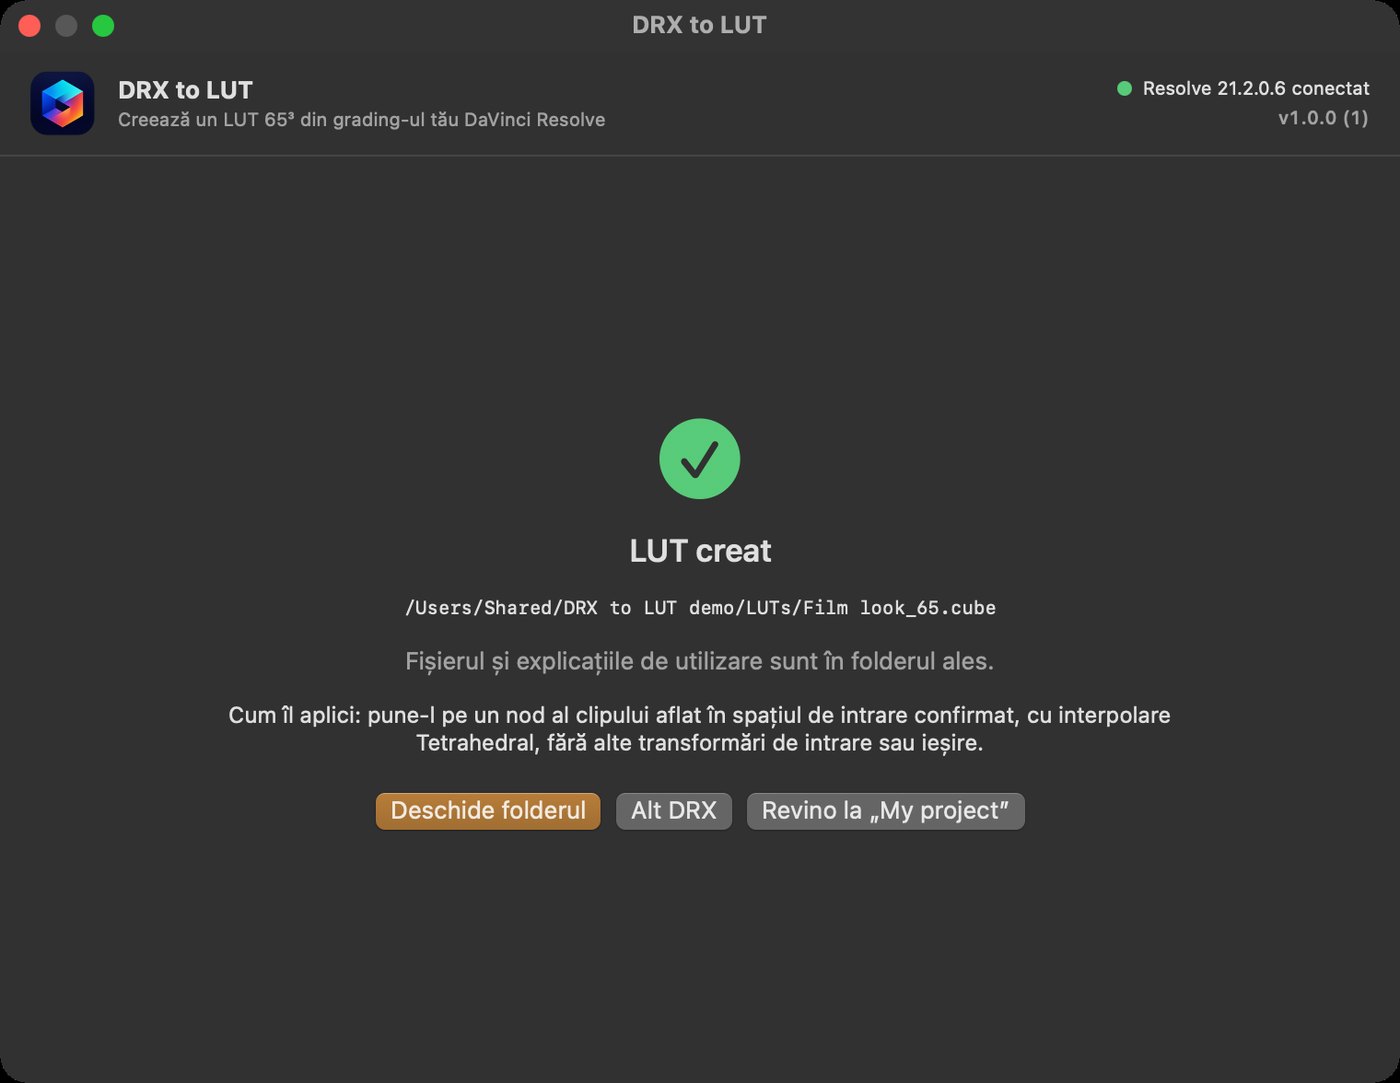 DRX to LUT
DRX to LUT
Creează un LUT 65³ din grading-ul tău DaVinci Resolve
Resolve 21.2.0.6 conectat
v1.0.0 (1)
LUT creat
/Users/Shared/DRX to LUT demo/LUTs/Film look_65.cube
Fișierul și explicațiile de utilizare sunt în folderul ales.
Cum îl aplici: pune-l pe un nod al clipului aflat în spațiul de intrare confirmat, cu interpolare
Tetrahedral, fără alte transformări de intrare sau ieșire.
Deschide folderul
Alt DRX
Revino la „My project”